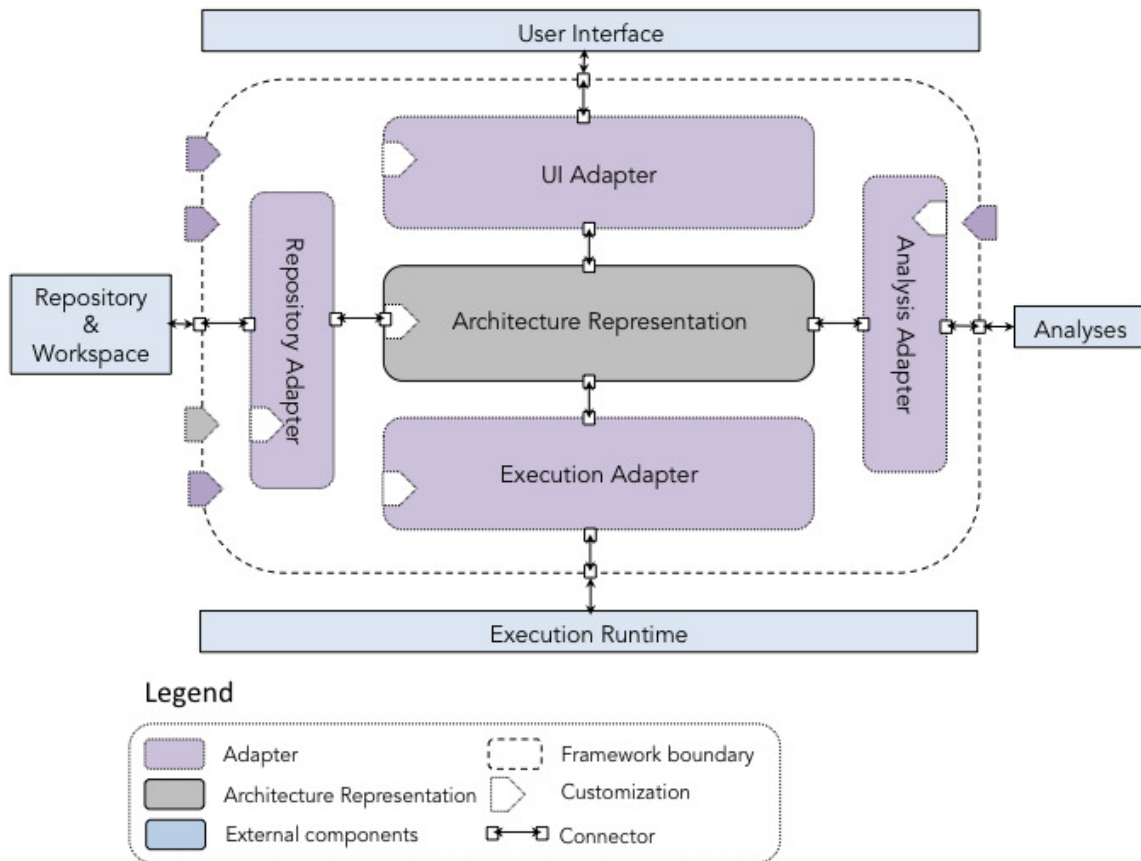 User Interface
UI Adapter
Repository
&
Workspace
Repository Adapter
Architecture Representation
Analysis Adapter
Analyses
Execution Adapter
Execution Runtime
Legend
Adapter
Framework boundary
Architecture Representation
Customization
External components
Connector